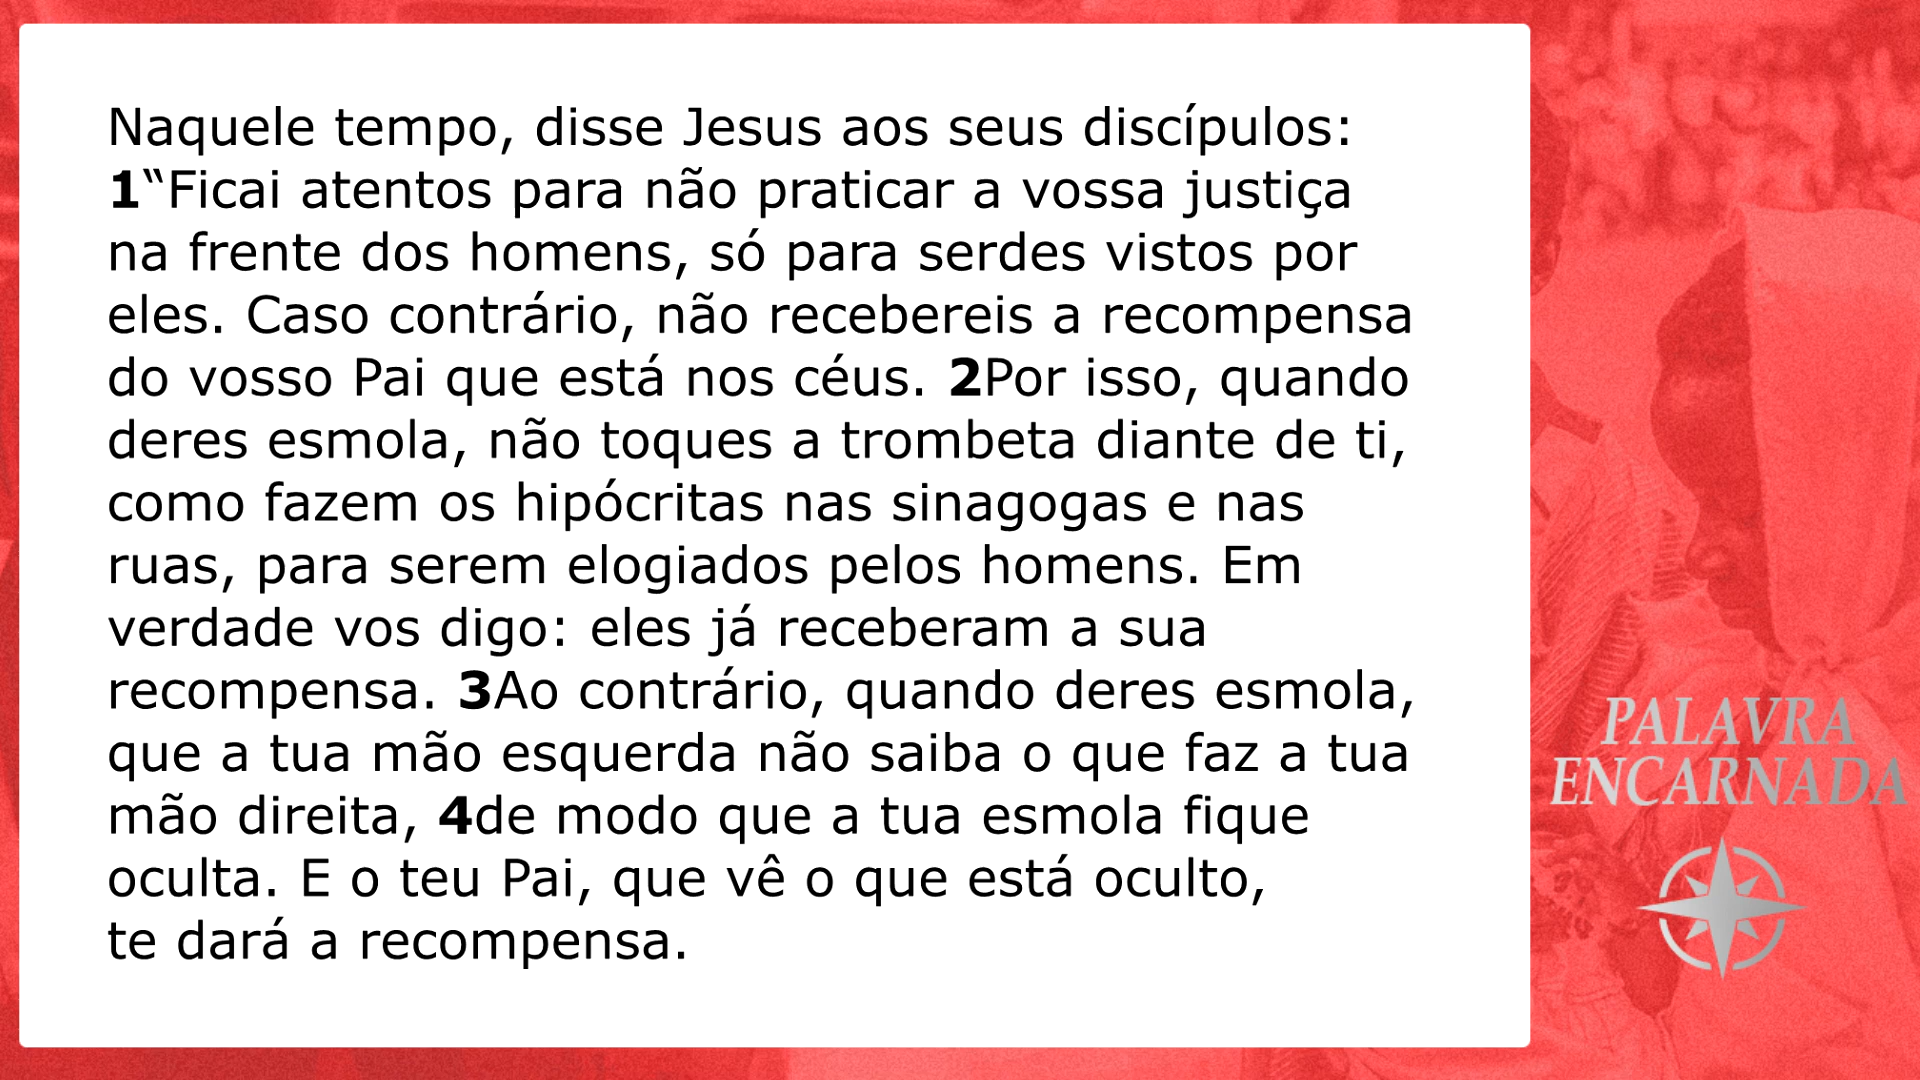 Naquele tempo, disse Jesus aos seus discípulos:
1“Ficai atentos para não praticar a vossa justiça
na frente dos homens, só para serdes vistos por
eles. Caso contrário, não recebereis a recompensa
do vosso Pai que está nos céus. 2Por isso, quando
deres esmola, não toques a trombeta diante de ti,
como fazem os hipócritas nas sinagogas e nas
ruas, para serem elogiados pelos homens. Em
verdade vos digo: eles já receberam a sua
recompensa. 3Ao contrário, quando deres esmola,
que a tua mão esquerda não saiba o que faz a tua
mão direita, 4de modo que a tua esmola fique
oculta. E o teu Pai, que vê o que está oculto,
te dará a recompensa.
PALAVRA
ENCARNADA